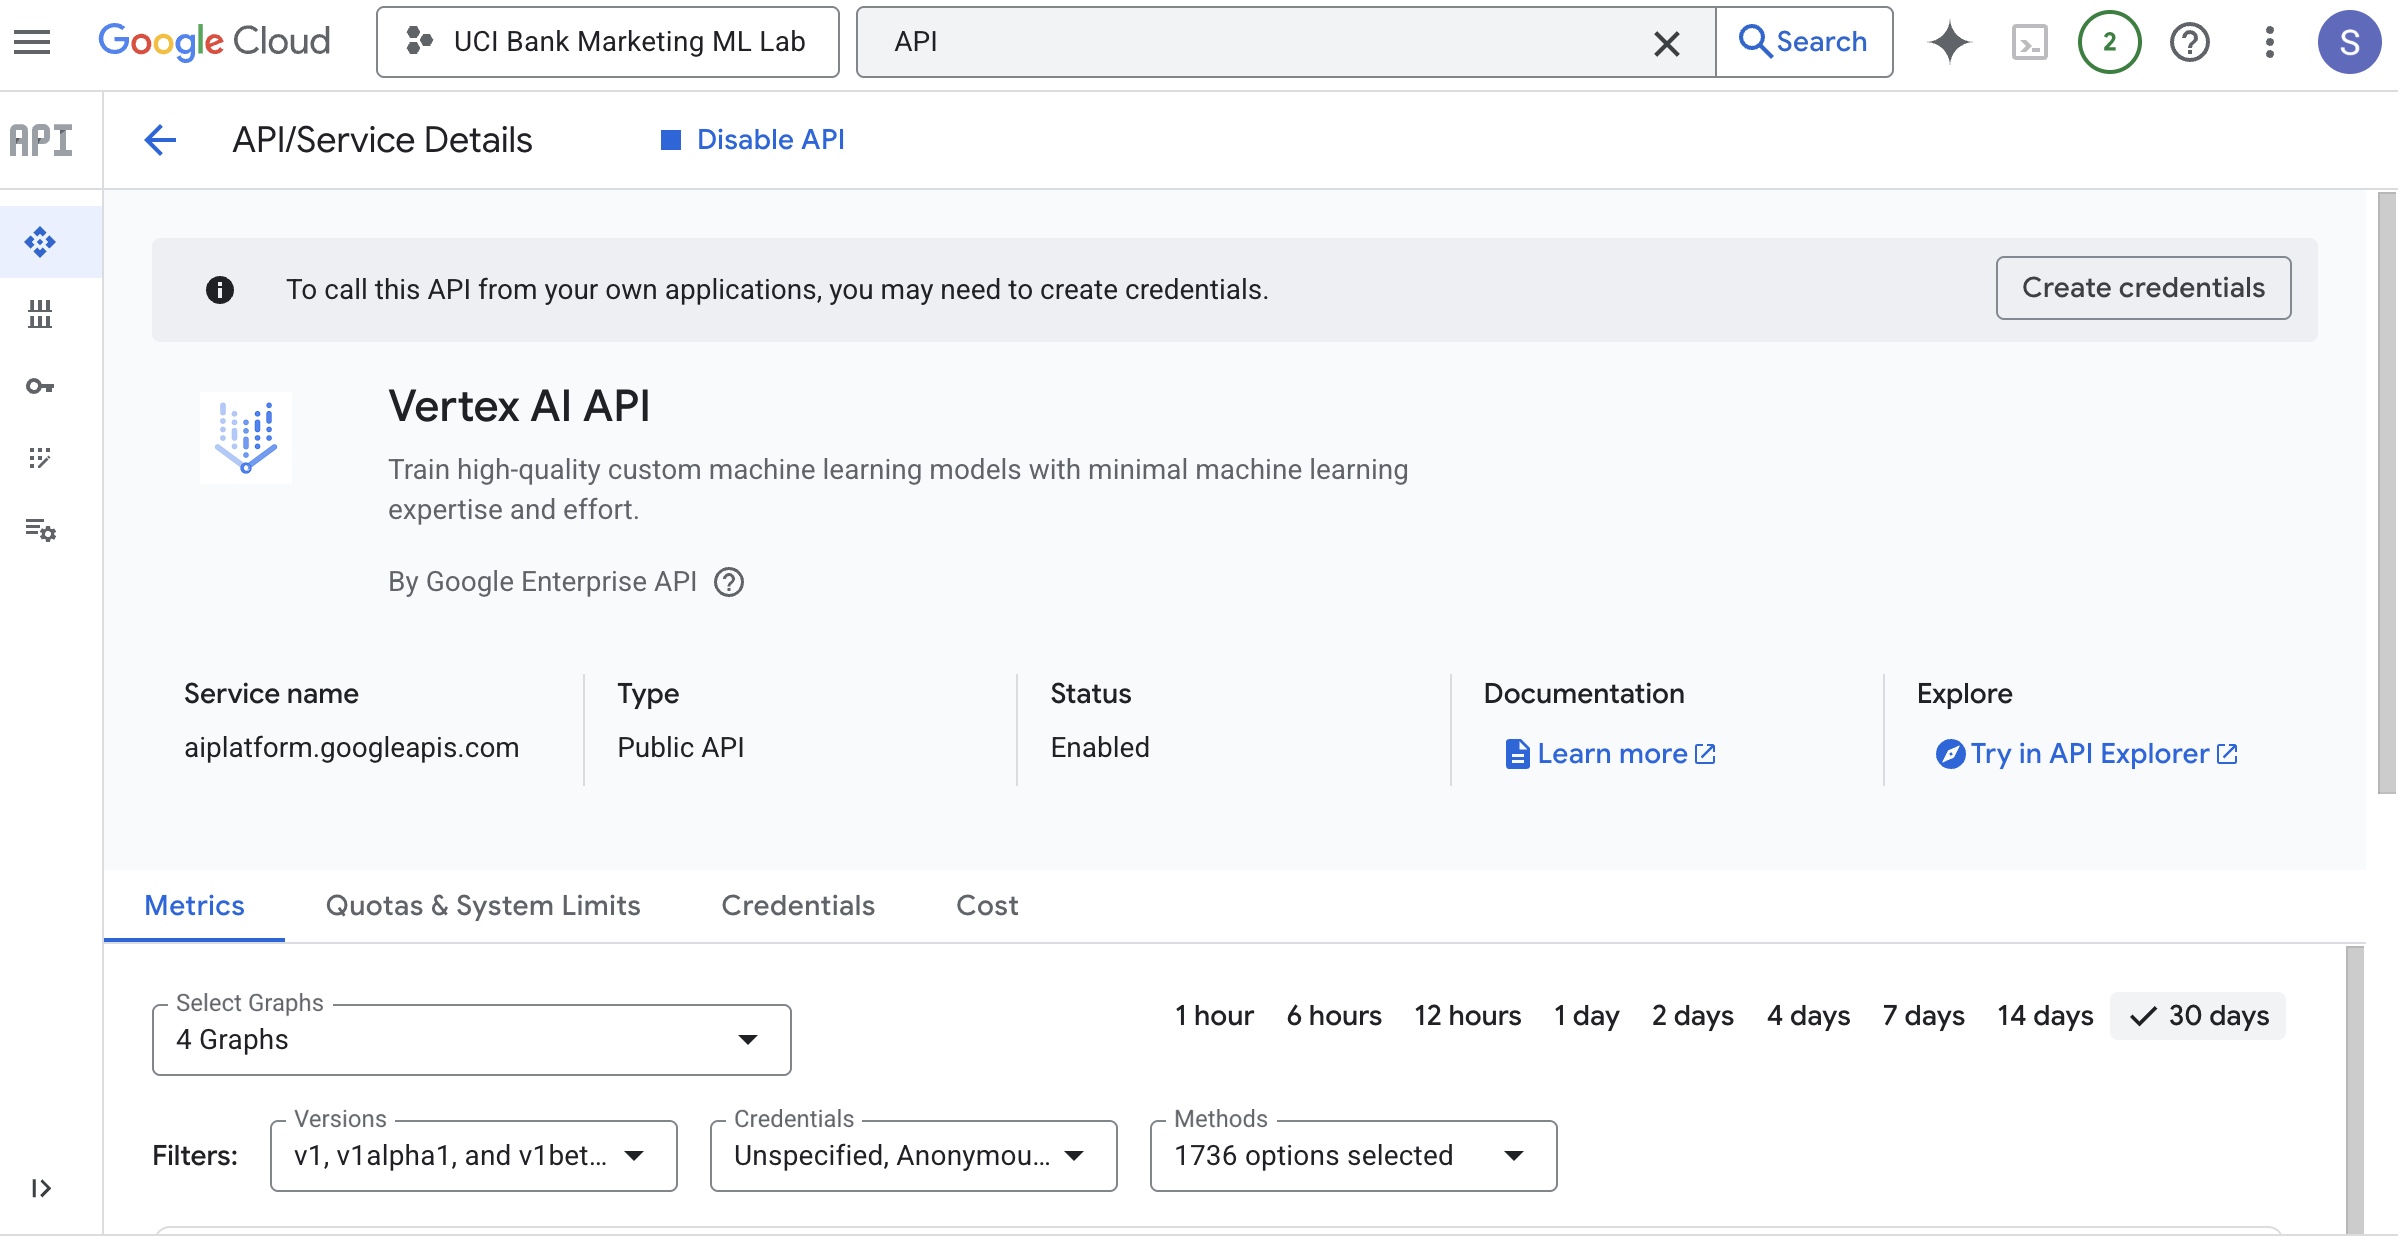 Google Cloud
UCI Bank Marketing ML Lab
API
Search
2
S
API
API/Service Details
Disable API
To call this API from your own applications, you may need to create credentials.
Create credentials
Vertex AI API
Train high-quality custom machine learning models with minimal machine learning
expertise and effort.
By Google Enterprise API
Service name
aiplatform.googleapis.com
Type
Public API
Status
Enabled
Documentation
Learn more
Explore
Try in API Explorer
Metrics
Quotas & System Limits
Credentials
Cost
Select Graphs
4 Graphs
1 hour
6 hours
12 hours
1 day
2 days
4 days
7 days
14 days
30 days
Filters:
Versions
v1, v1alpha1, and v1bet...
Credentials
Unspecified, Anonymou...
Methods
1736 options selected